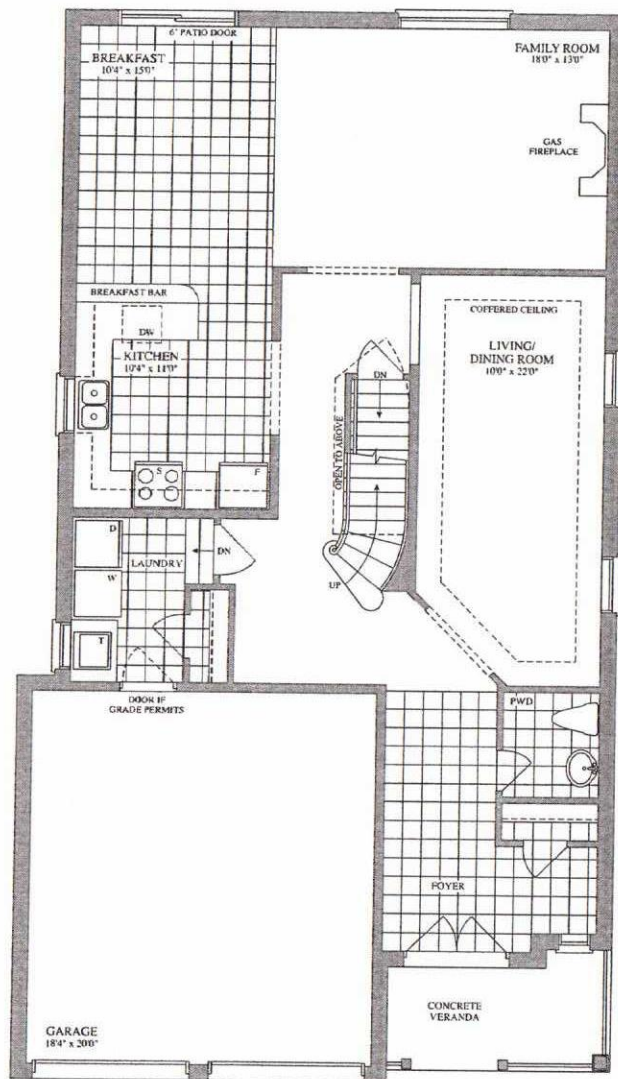 6' PATIO DOOR
BREAKFAST
10'4" x 15'0"
FAMILY ROOM
18'0" x 13'0"
GAS
FIREPLACE
BREAKFAST BAR
DW
KITCHEN
10'4" x 11'0"
S
F
COFFERED CEILING
LIVING/
DINING ROOM
10'0" x 22'0"
DN
OPEN TO ABOVE
UP
D
W
T
LAUNDRY
DN
DOOR IF
GRADE PERMITS
PWD
FOYER
CONCRETE
VERANDA
GARAGE
18'4" x 20'0"